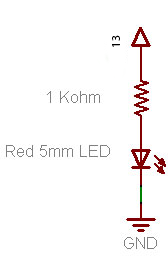 13
1 Kohm
Red 5mm LED
GND